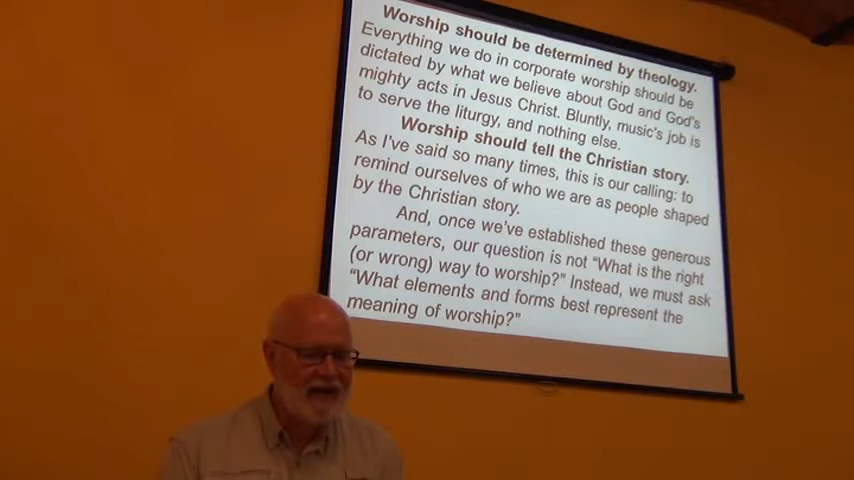 Worship should be determined by theology.
Everything we do in corporate worship should be
dictated by what we believe about God and God's
mighty acts in Jesus Christ. Bluntly, music's job is
to serve the liturgy, and nothing else.
Worship should tell the Christian story.
As I've said so many times, this is our calling: to
remind ourselves of who we are as people shaped
by the Christian story.
And, once we've established these generous
parameters, our question is not “What is the right
(or wrong) way to worship?” Instead, we must ask
“What elements and forms best represent the
meaning of worship?”